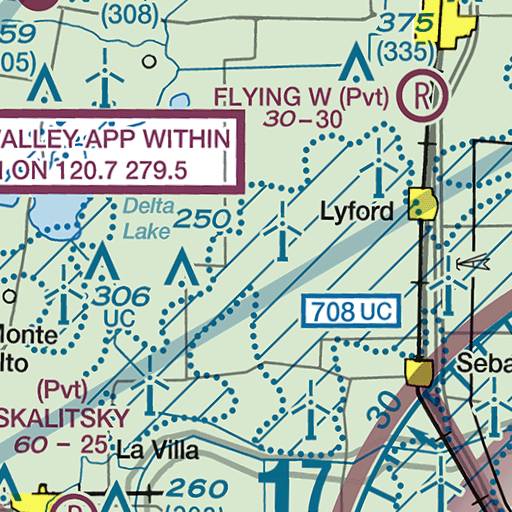 (308)
375
(335)
59
05)
FLYING W (Pvt)
30-30
R
VALLEY APP WITHIN
ON 120.7 279.5
Delta
Lake
250
Lyford
306
UC
708 UC
Monte
lto
Seba
(Pvt)
SKALITSKY
60 - 25
La Villa
30
17
260